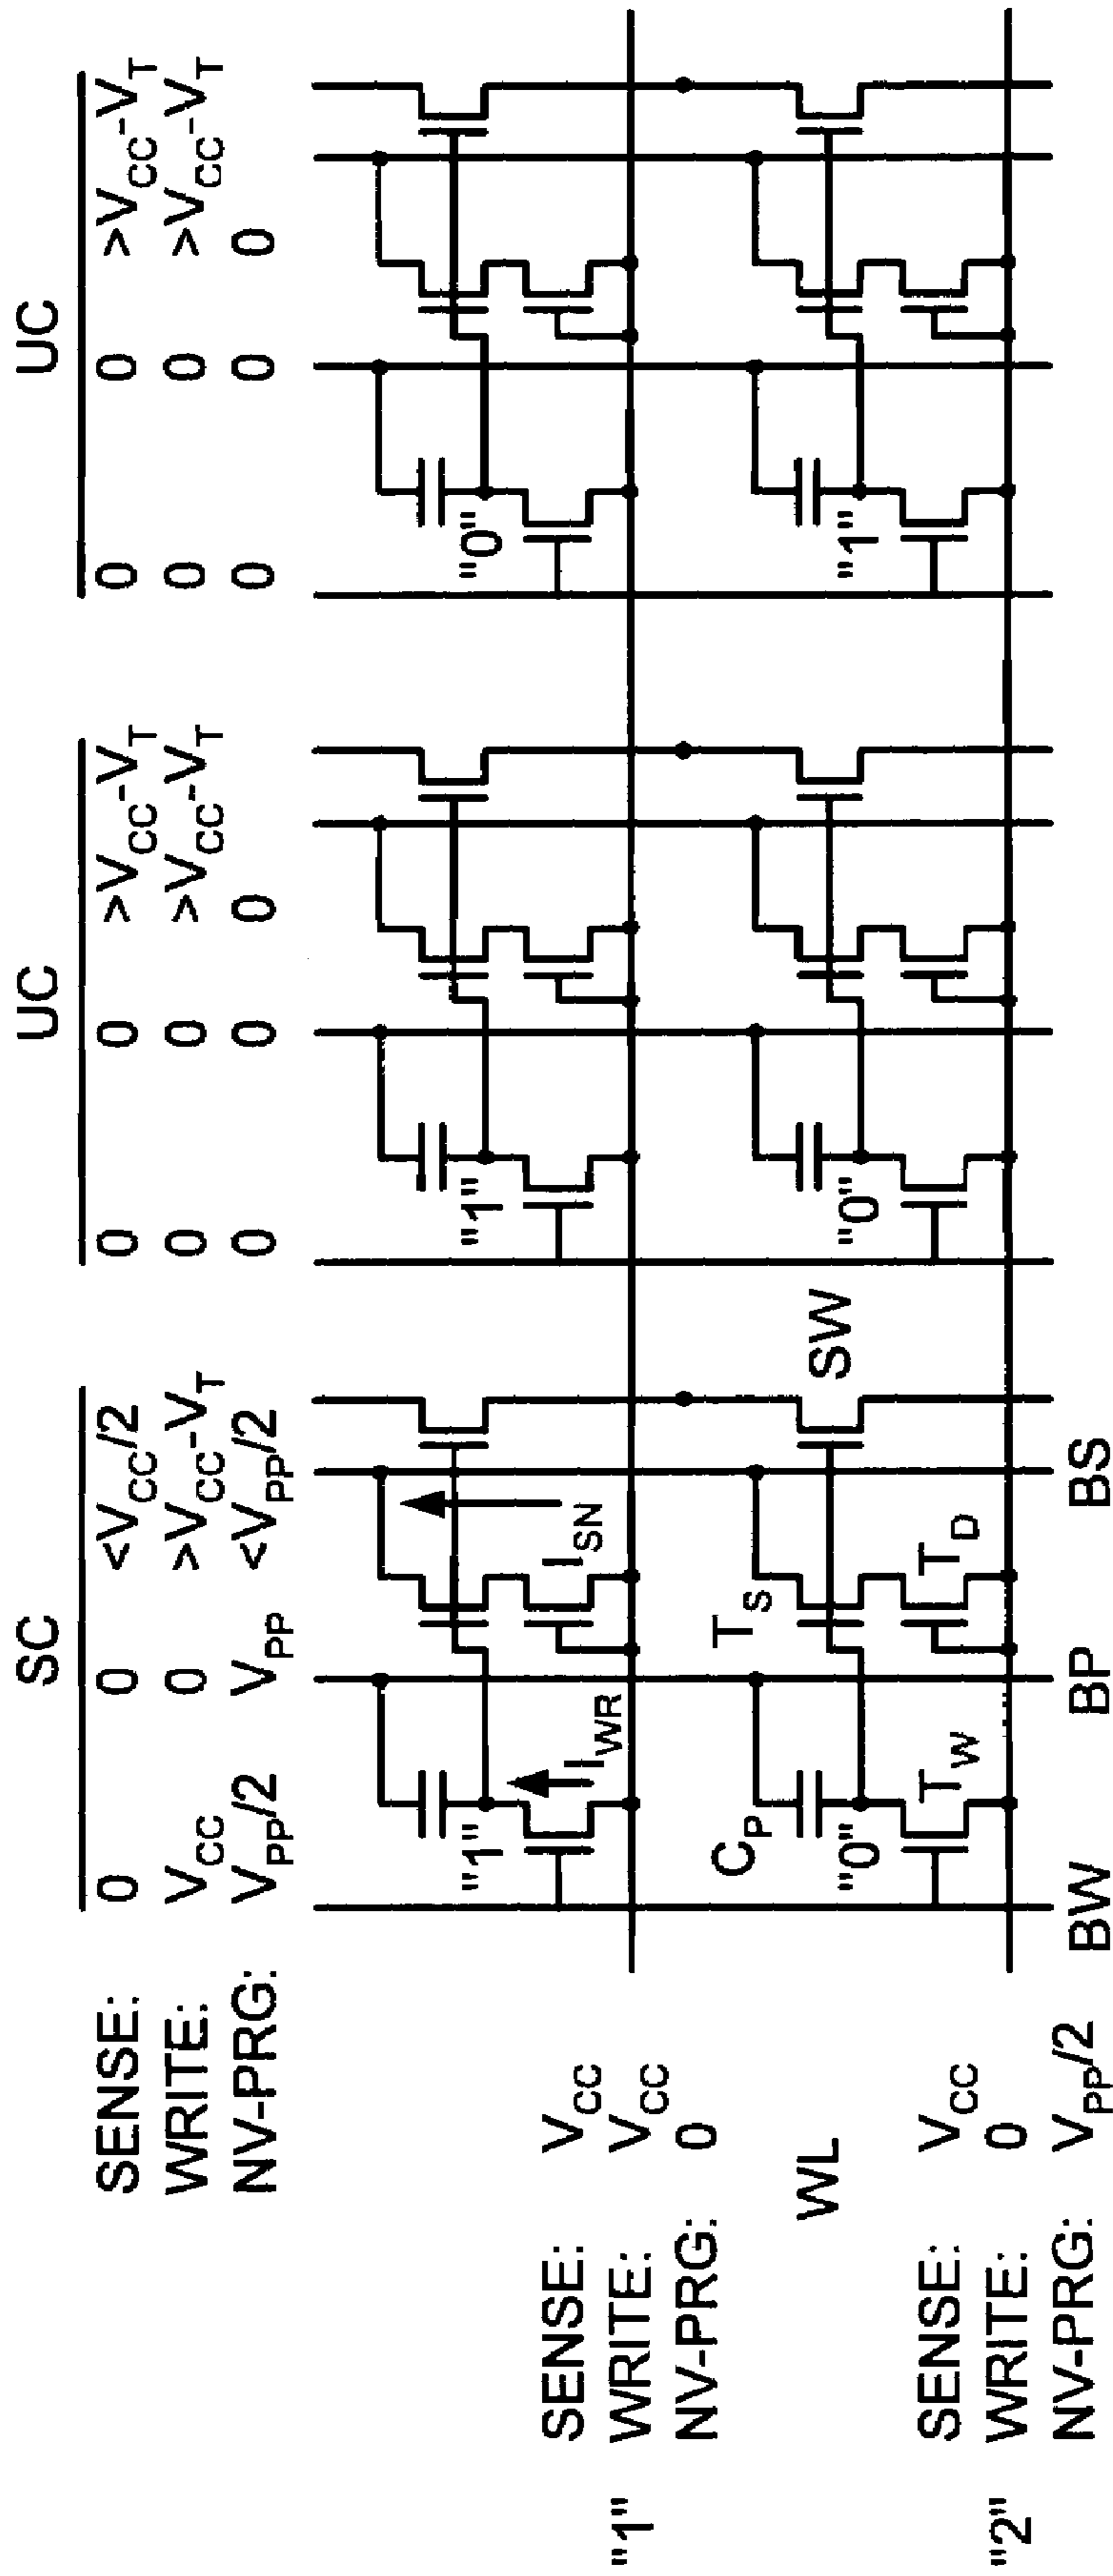 SC UC UC
SENSE: 0 0 <V_CC/2 0 0 >V_CC-V_T 0 0 >V_CC-V_T
WRITE: V_CC 0 >V_CC-V_T 0 0 >V_CC-V_T 0 0 >V_CC-V_T
NV-PRG: V_PP/2 V_PP <V_PP/2 0 0 0 0 0 0
"1" "1" "0"
I_WR I_SN
SENSE: V_CC
"1" WRITE: V_CC
NV-PRG: 0
C_P T_S
WL SW
"0" "0" "1"
T_W T_D
SENSE: V_CC
"2" WRITE: 0
NV-PRG: V_PP/2
BW BP BS